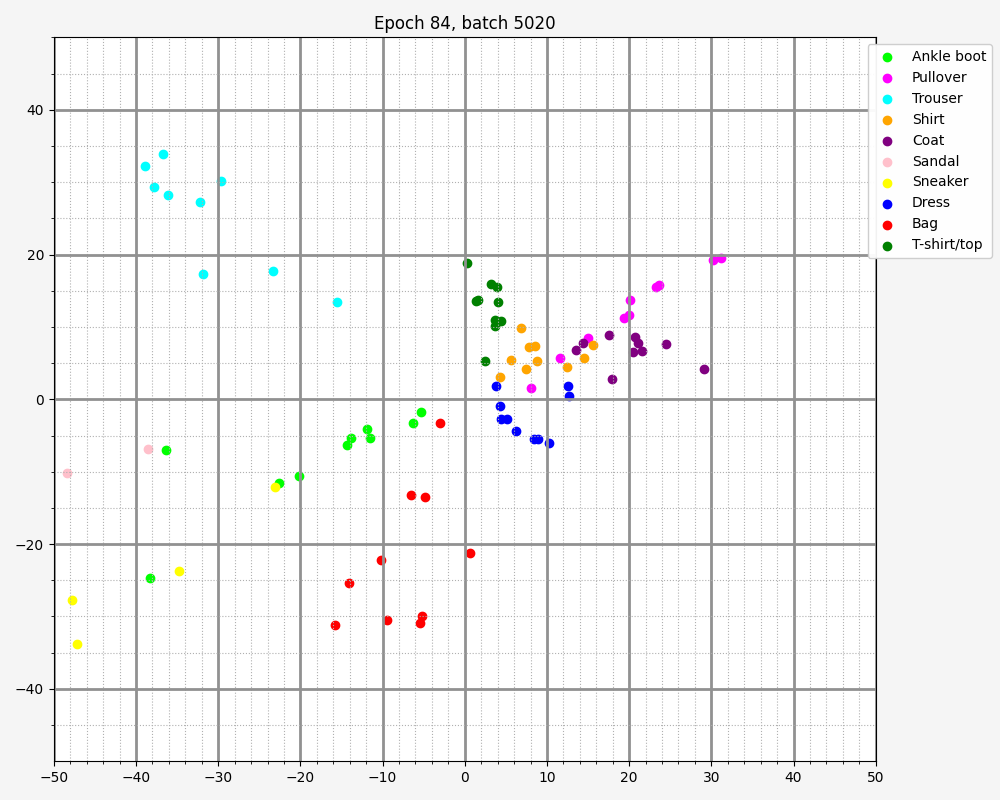 Epoch 84, batch 5020
Ankle boot
Pullover
Trouser
Shirt
Coat
Sandal
Sneaker
Dress
Bag
T-shirt/top
40
20
0
−20
−40
−50 −40 −30 −20 −10 0 10 20 30 40 50